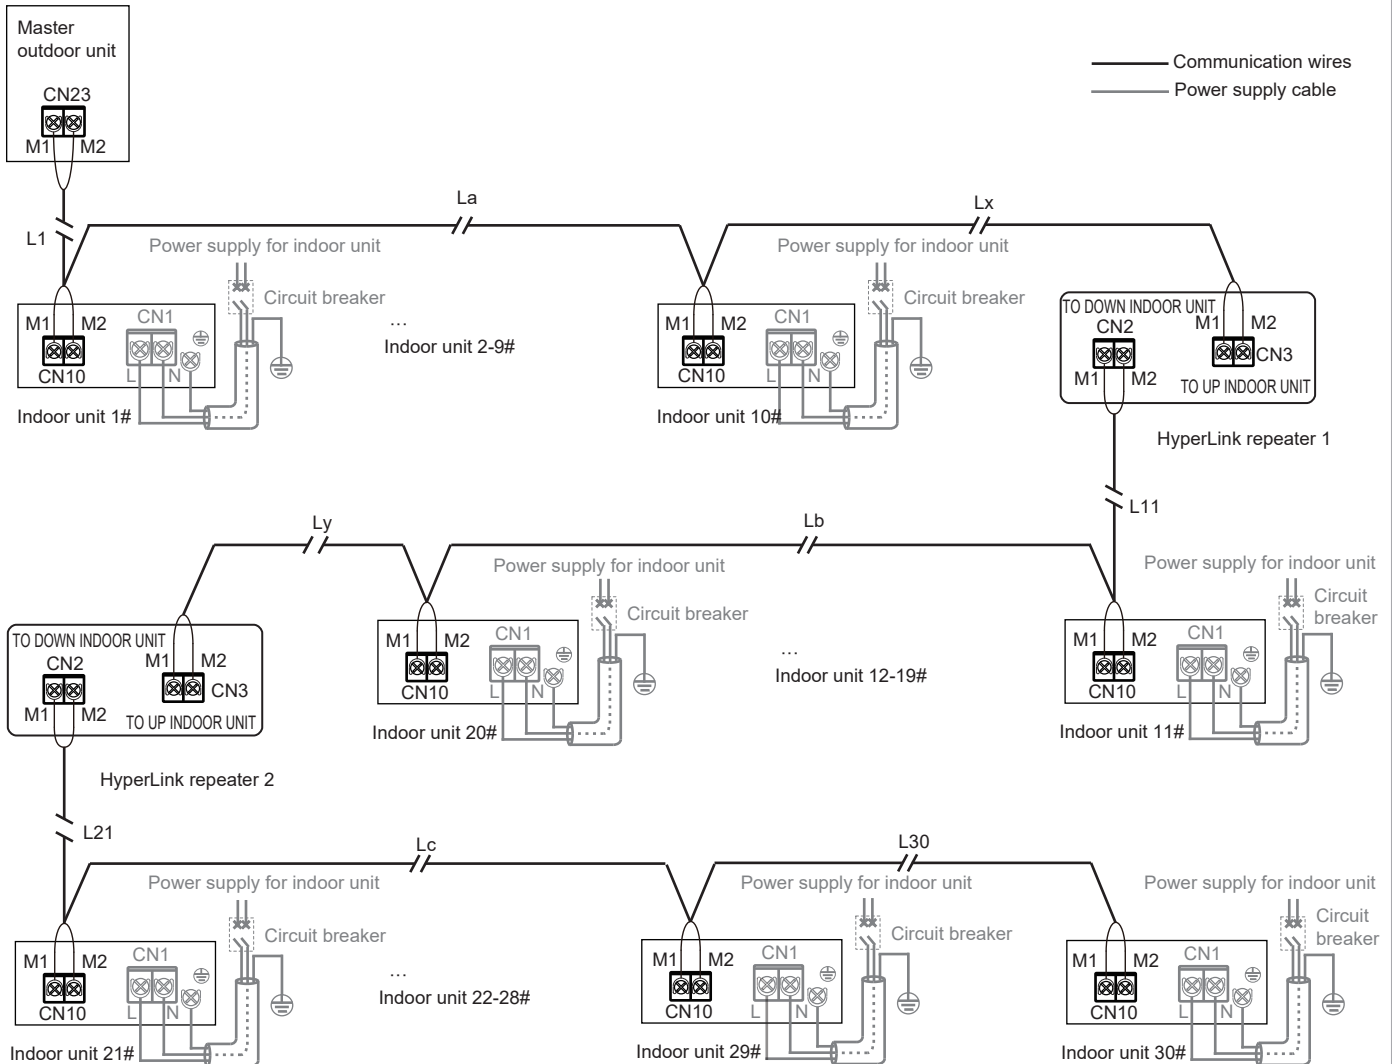 Master
outdoor unit
CN23
M1 M2
Communication wires
Power supply cable
L1
La
Lx
Power supply for indoor unit
Circuit breaker
M1 M2
CN1
CN10
L N
Indoor unit 1#
...
Indoor unit 2-9#
Power supply for indoor unit
Circuit breaker
M1 M2
CN1
CN10
L N
Indoor unit 10#
TO DOWN INDOOR UNIT
CN2
M1 M2
M1 M2
CN3
TO UP INDOOR UNIT
HyperLink repeater 1
L11
Ly
Lb
TO DOWN INDOOR UNIT
CN2
M1 M2
M1 M2
CN3
TO UP INDOOR UNIT
HyperLink repeater 2
Power supply for indoor unit
Circuit breaker
M1 M2
CN1
CN10
L N
Indoor unit 20#
...
Indoor unit 12-19#
Power supply for indoor unit
Circuit
breaker
M1 M2
CN1
CN10
L N
Indoor unit 11#
L21
Lc
L30
Power supply for indoor unit
Circuit breaker
M1 M2
CN1
CN10
L N
Indoor unit 21#
...
Indoor unit 22-28#
Power supply for indoor unit
Circuit breaker
M1 M2
CN1
CN10
L N
Indoor unit 29#
Power supply for indoor unit
Circuit
breaker
M1 M2
CN1
CN10
L N
Indoor unit 30#